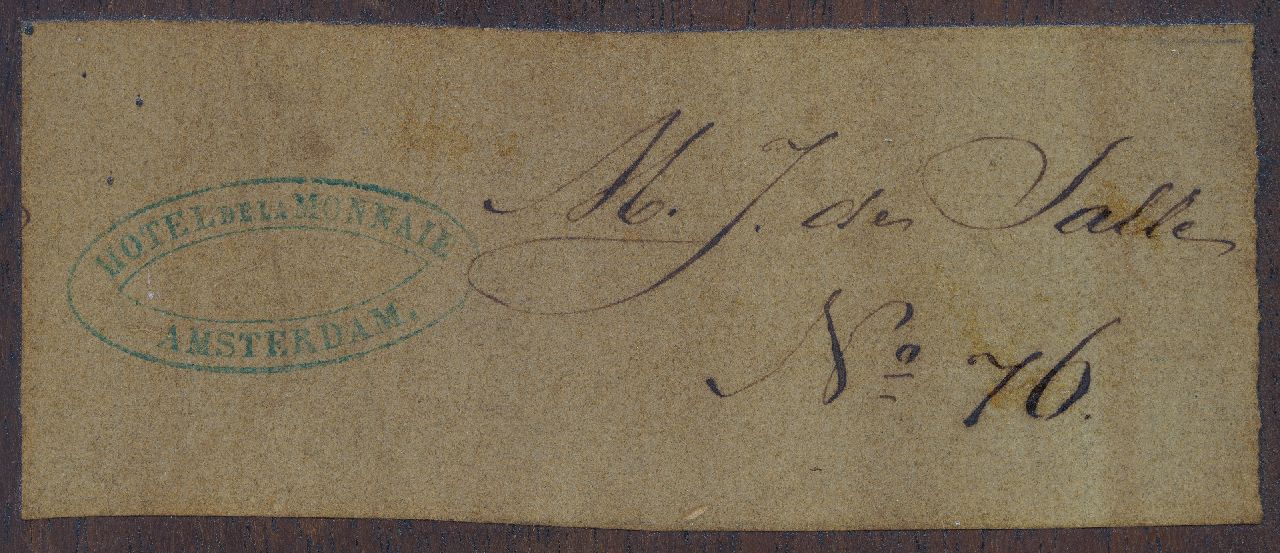 HOTEL DE LA MONNAIE
AMSTERDAM.
M. J. de Salle
No 76.